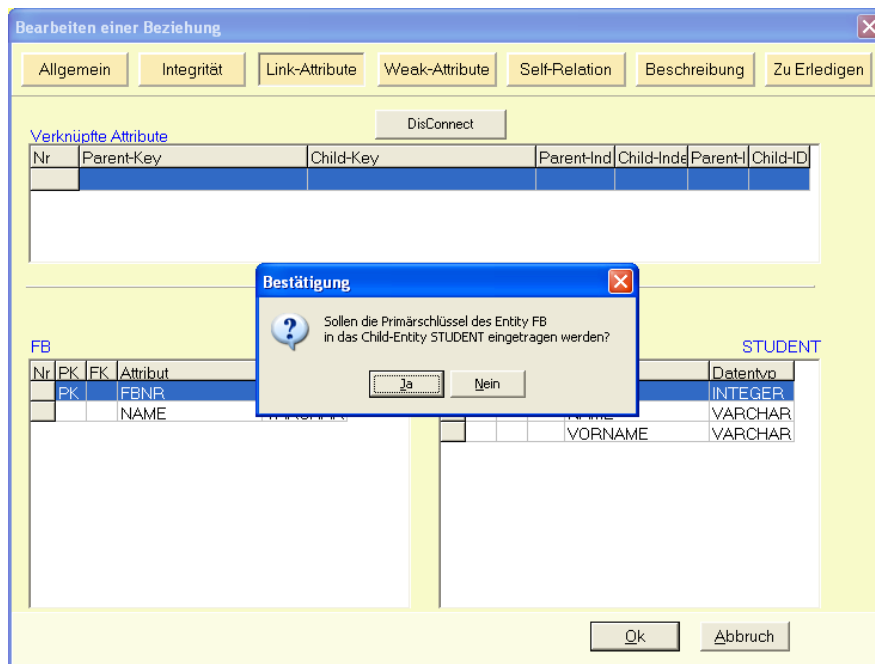 Bearbeiten einer Beziehung
Allgemein Integrität Link-Attribute Weak-Attribute Self-Relation Beschreibung Zu Erledigen
DisConnect
Verknüpfte Attribute
Nr Parent-Key Child-Key Parent-Ind Child-Inde Parent-I Child-ID
Bestätigung
Sollen die Primärschlüssel des Entity FB
in das Child-Entity STUDENT eingetragen werden?
Ja Nein
FB STUDENT
Nr PK FK Attribut Datentyp
PK FBNR INTEGER
NAME VARCHAR NAME VARCHAR
VORNAME VARCHAR
Ok Abbruch